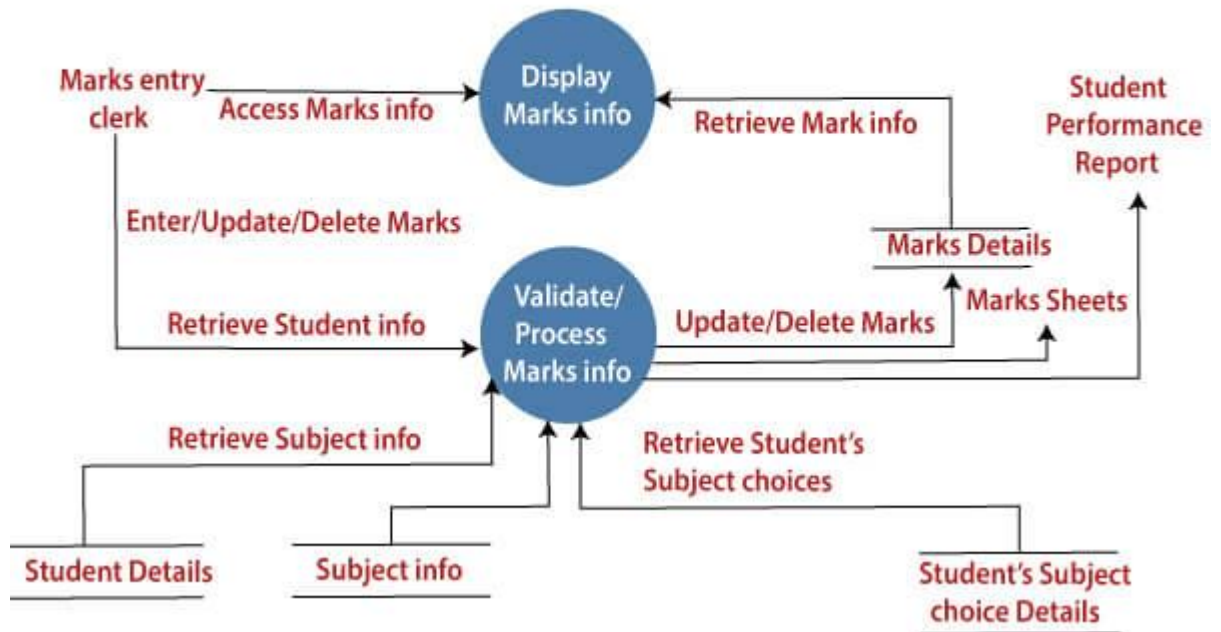 Marks entry
clerk
Access Marks info
Display
Marks info
Retrieve Mark info
Student
Performance
Report
Enter/Update/Delete Marks
Marks Details
Retrieve Student info
Validate/
Process
Marks info
Update/Delete Marks
Marks Sheets
Retrieve Subject info
Retrieve Student's
Subject choices
Student Details
Subject info
Student's Subject
choice Details